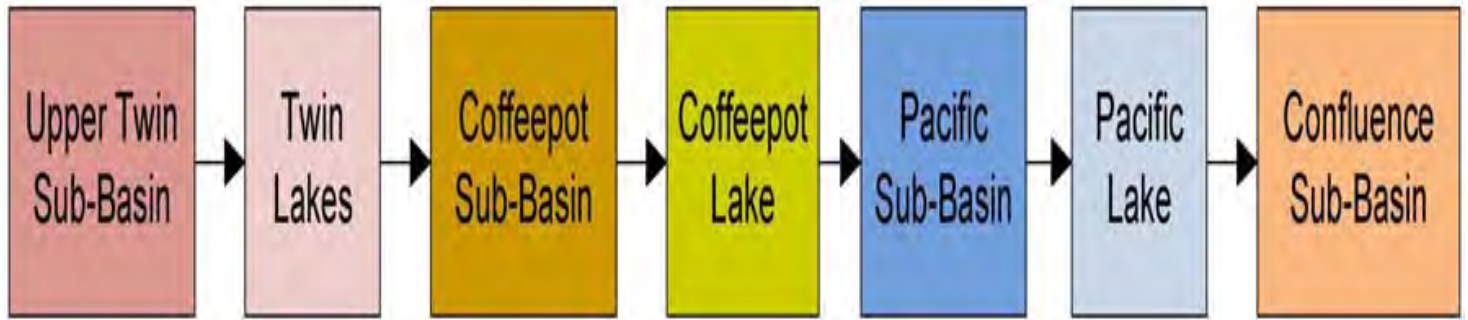 Upper Twin
Sub-Basin
Twin
Lakes
Coffeepot
Sub-Basin
Coffeepot
Lake
Pacific
Sub-Basin
Pacific
Lake
Confluence
Sub-Basin